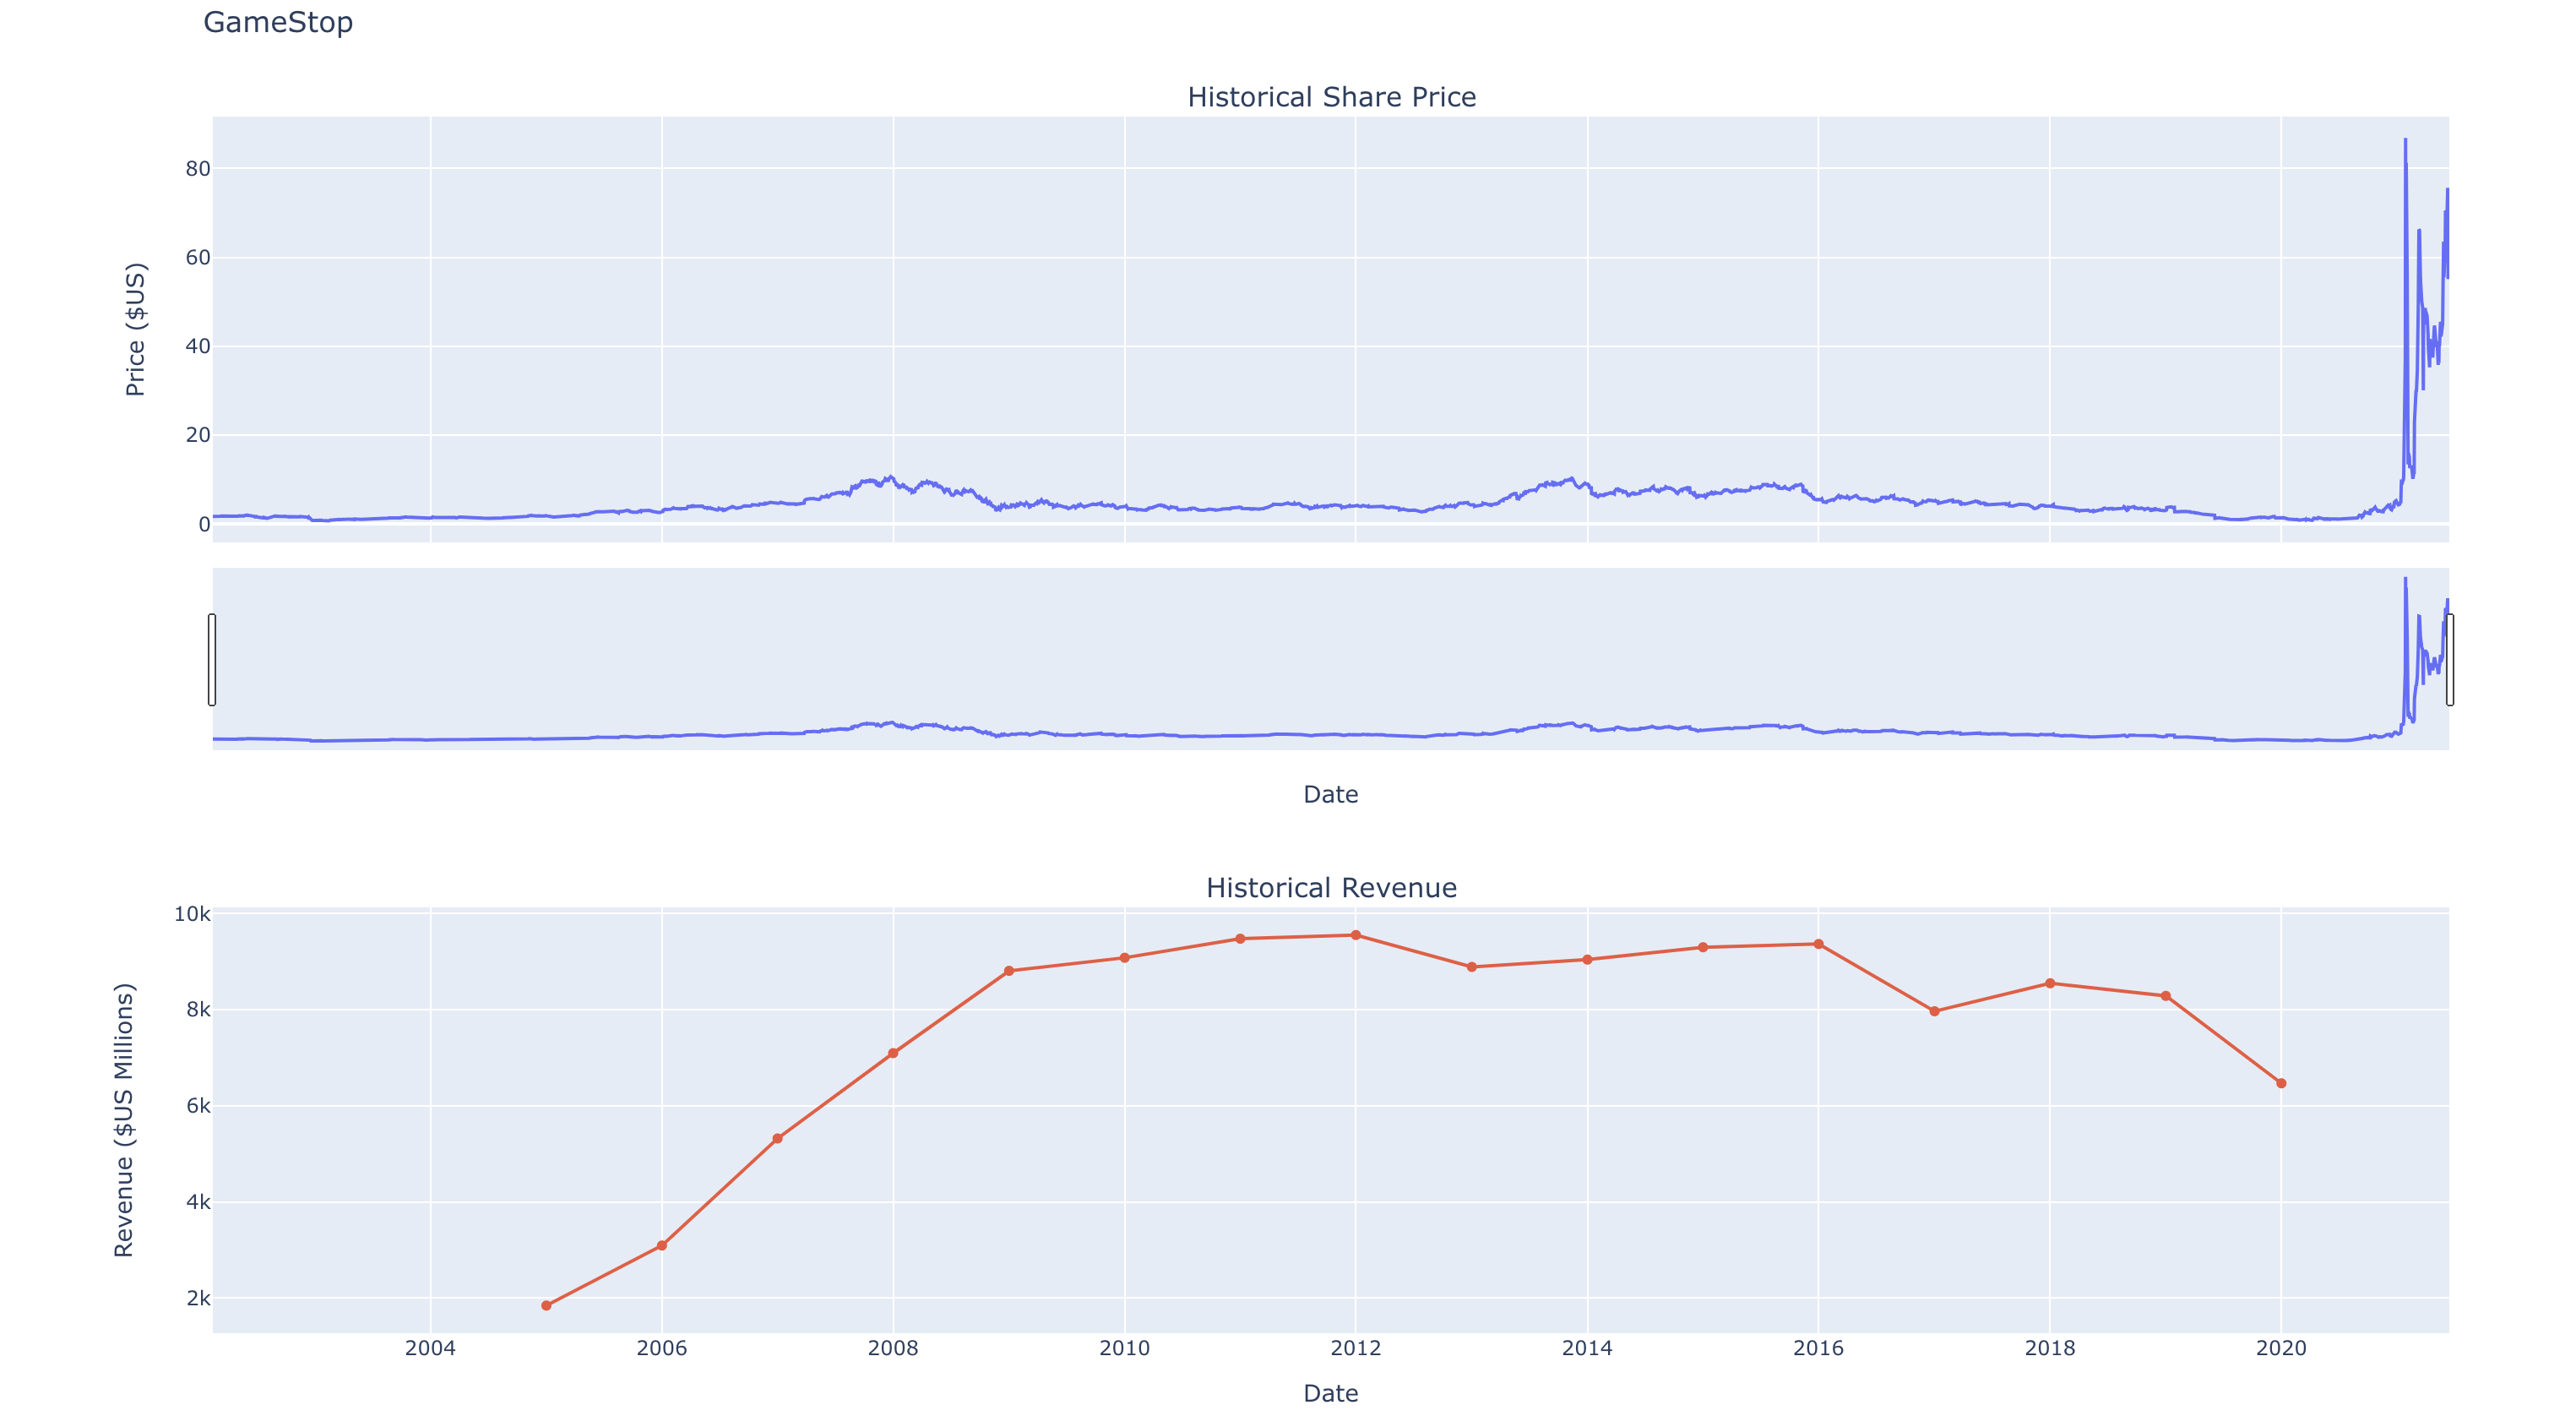 GameStop
Historical Share Price
Price ($US)
80
60
40
20
0
Date
Historical Revenue
Revenue ($US Millions)
10k
8k
6k
4k
2k
2004 2006 2008 2010 2012 2014 2016 2018 2020
Date